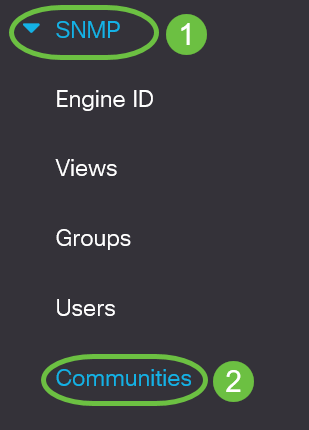 SNMP 1
Engine ID
Views
Groups
Users
Communities 2